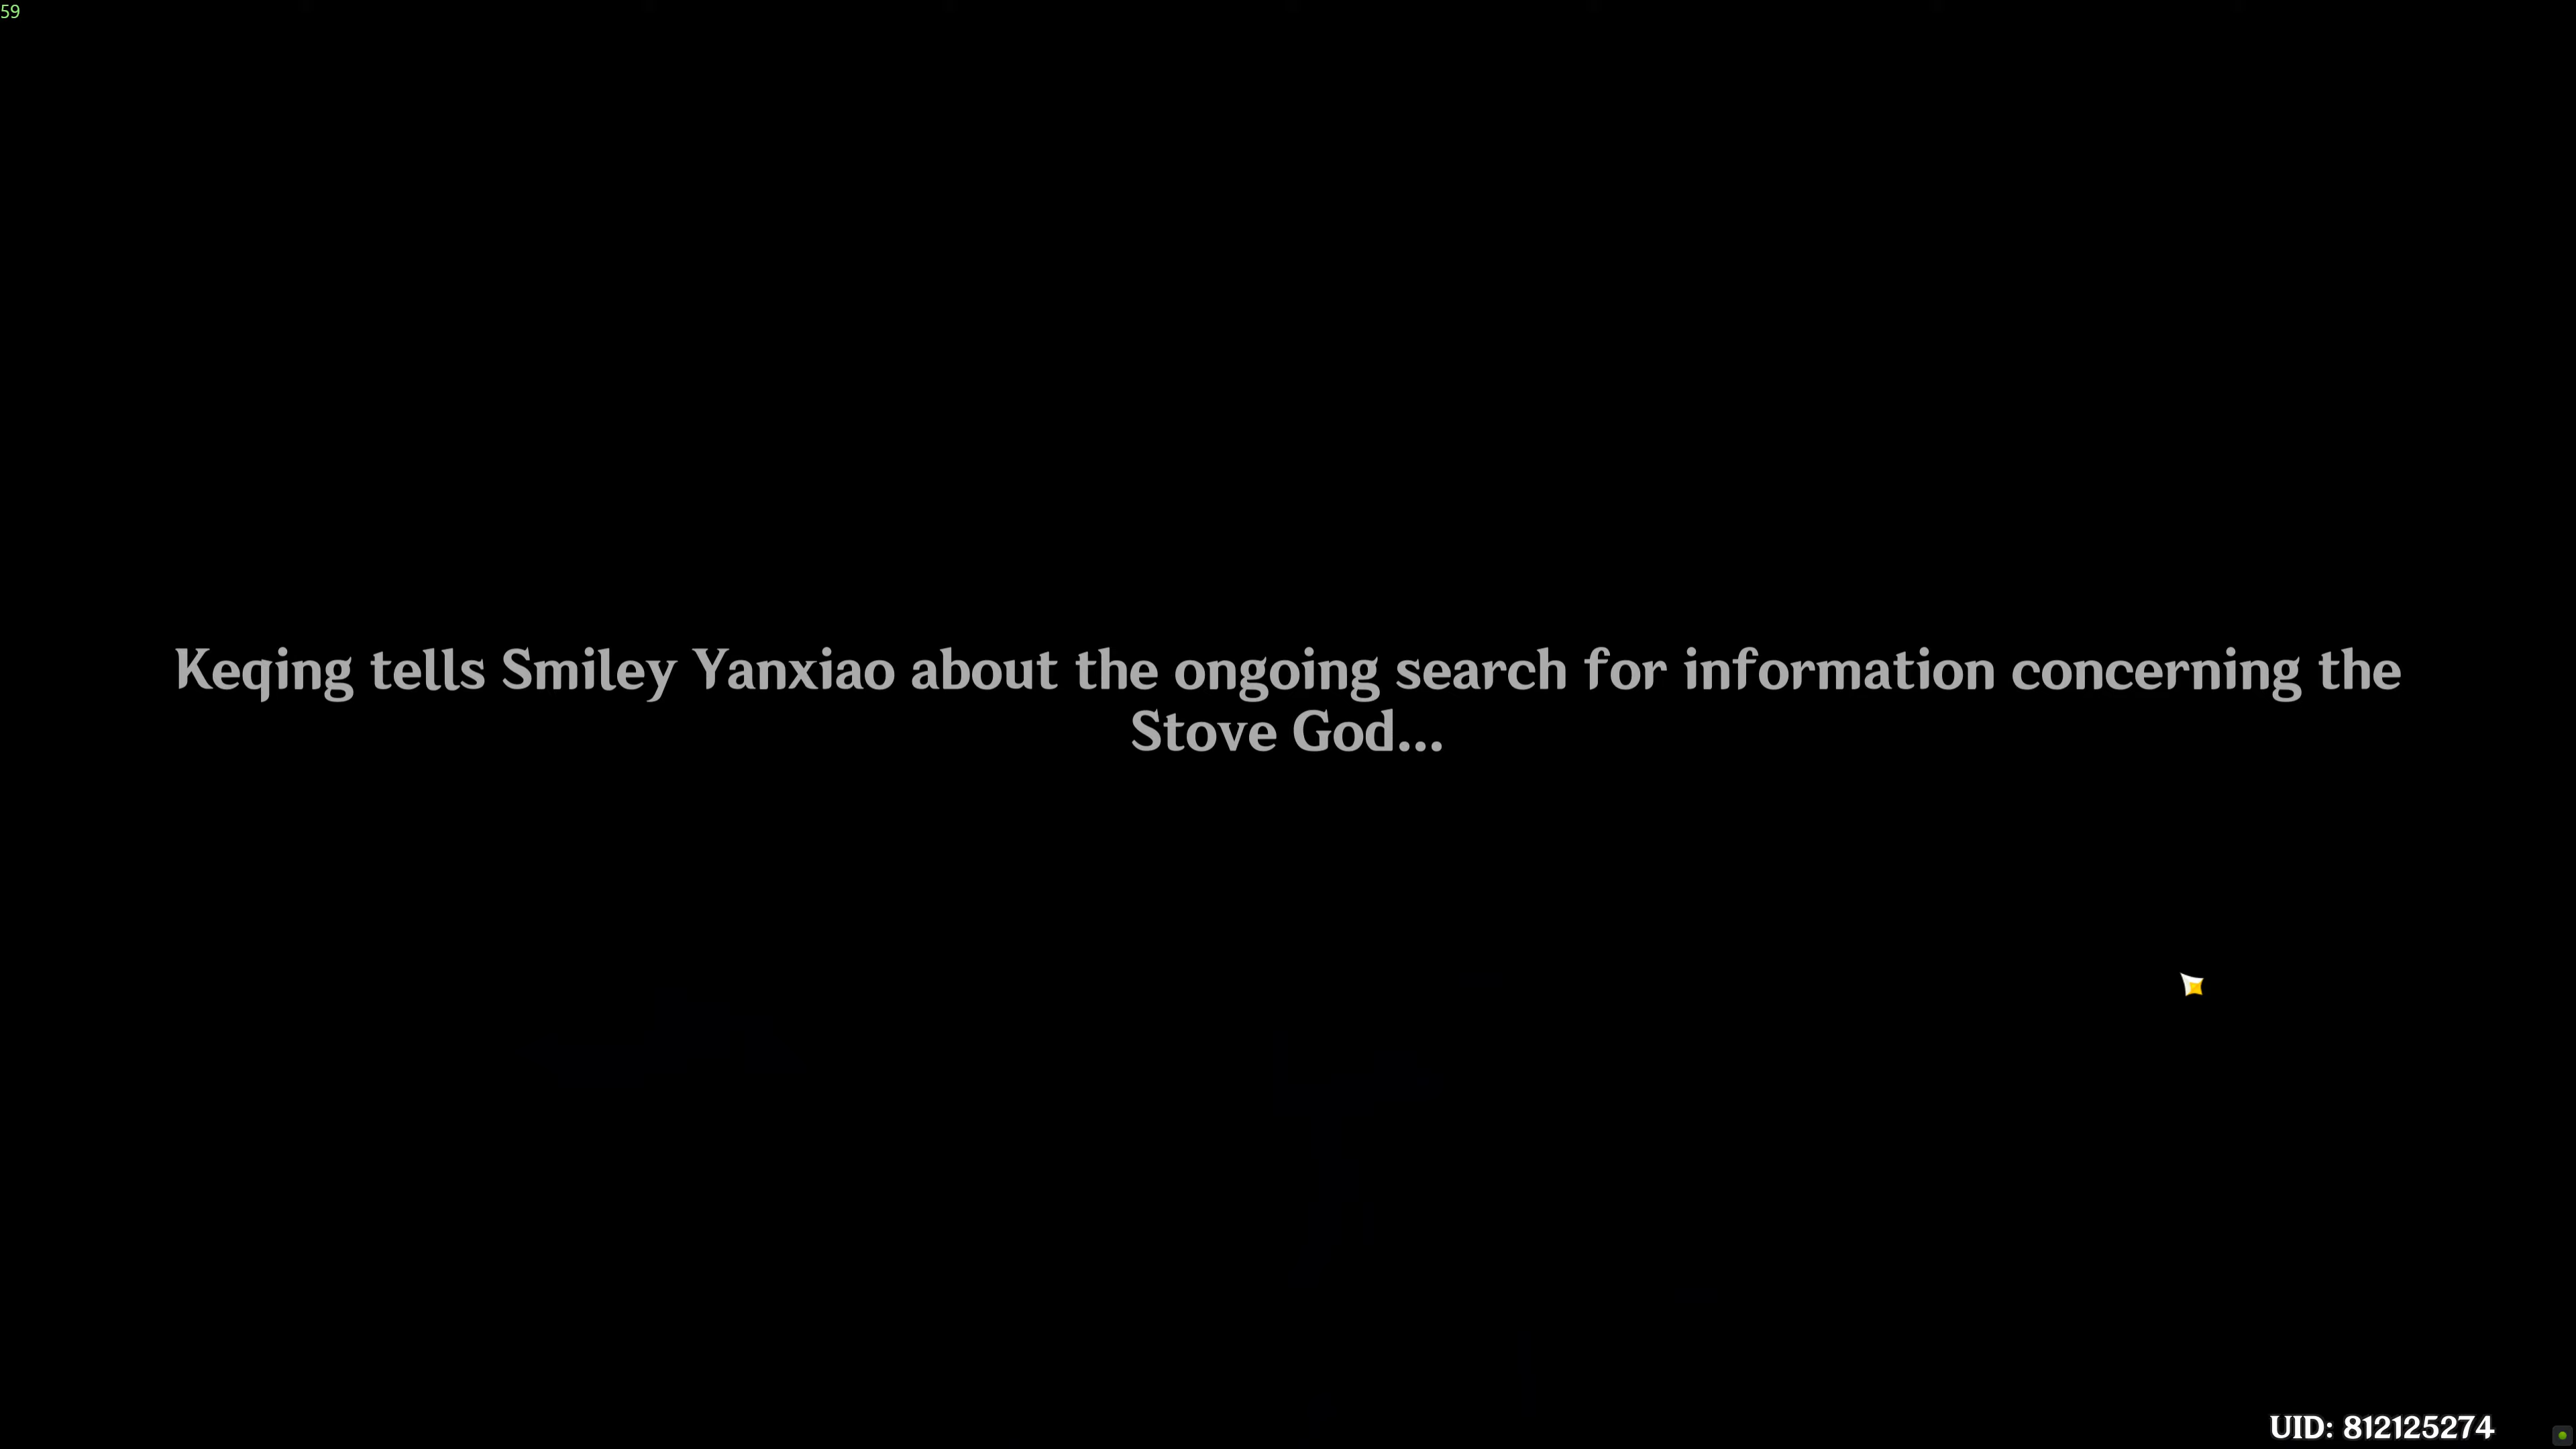 59
Keqing tells Smiley Yanxiao about the ongoing search for information concerning the
Stove God...
UID: 812125274